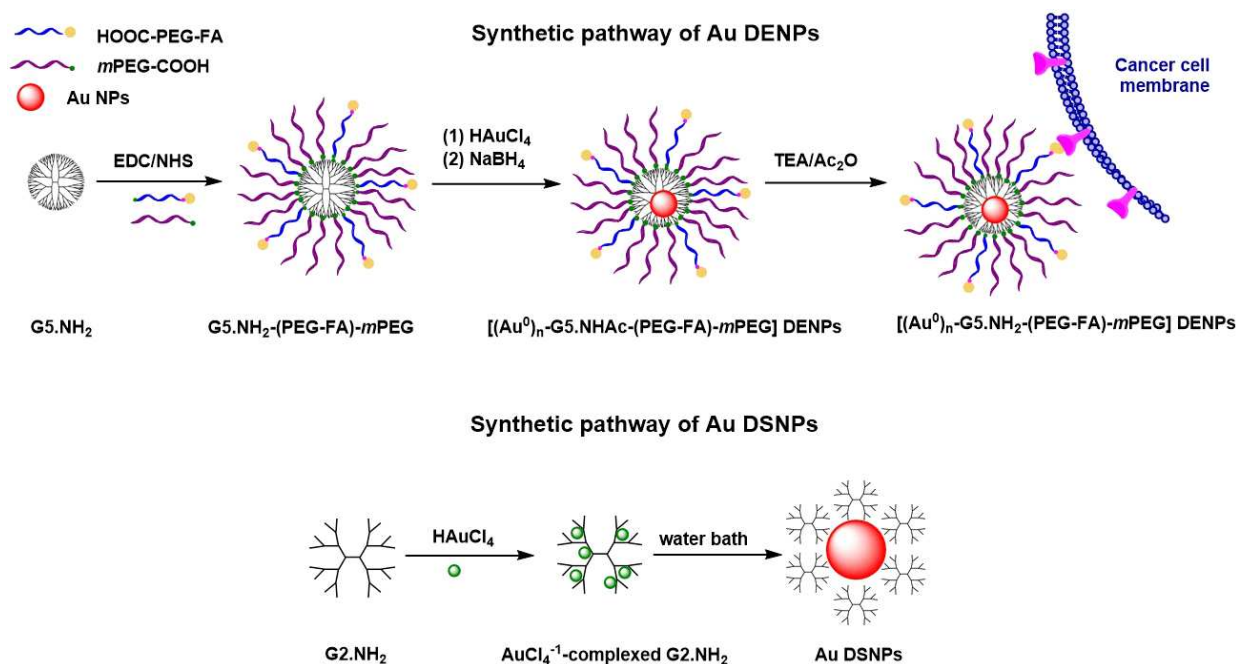 Synthetic pathway of Au DENPs
HOOC-PEG-FA
mPEG-COOH
Au NPs
Cancer cell
membrane
EDC/NHS
(1) HAuCl₄
(2) NaBH₄
TEA/Ac₂O
G5.NH₂
G5.NH₂-(PEG-FA)-mPEG
[(Au⁰)ₙ-G5.NHAc-(PEG-FA)-mPEG] DENPs
[(Au⁰)ₙ-G5.NH₂-(PEG-FA)-mPEG] DENPs
Synthetic pathway of Au DSNPs
HAuCl₄
water bath
G2.NH₂
AuCl₄⁻¹-complexed G2.NH₂
Au DSNPs